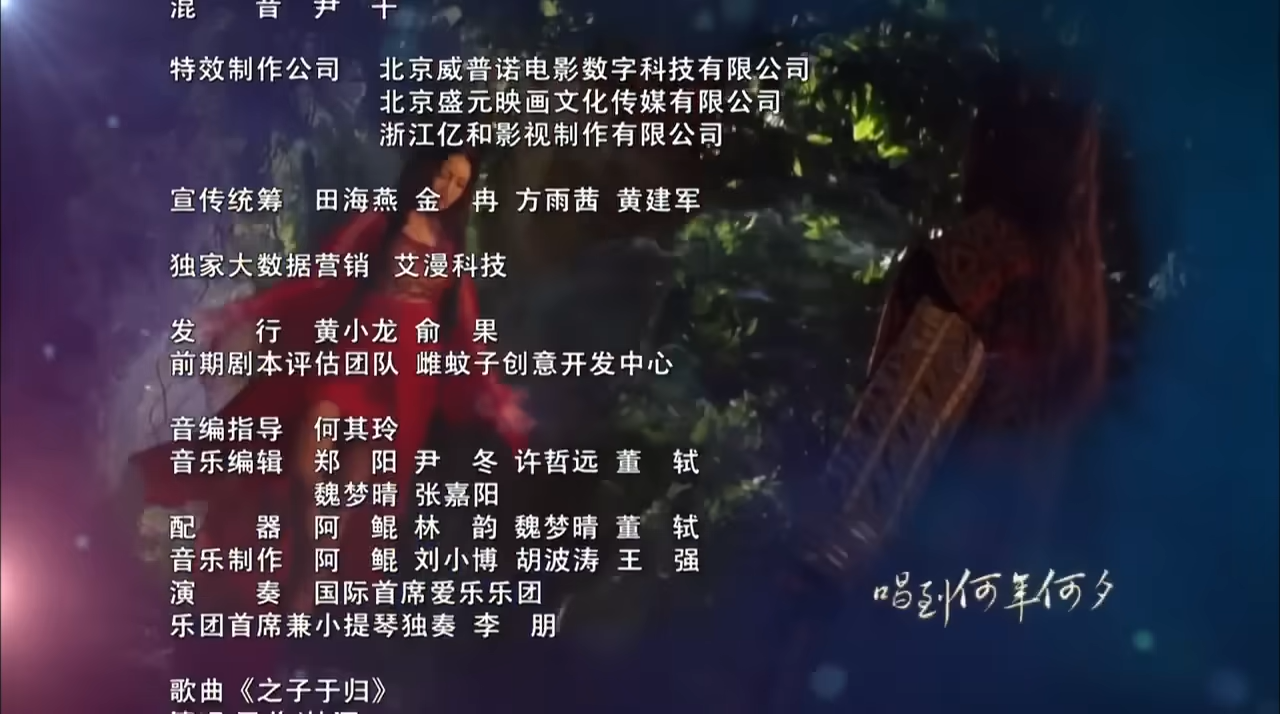 混　　音 尹　
特效制作公司 北京威普诺电影数字科技有限公司
北京盛元映画文化传媒有限公司
浙江亿和影视制作有限公司
宣传统筹 田海燕 金　冉 方雨茜 黄建军
独家大数据营销 艾漫科技
发　　行 黄小龙 俞　果
前期剧本评估团队 雌蚊子创意开发中心
音编指导 何其玲
音乐编辑 郑　阳 尹　冬 许哲远 董　轼
魏梦晴 张嘉阳
配　　器 阿　鲲 林　韵 魏梦晴 董　轼
音乐制作 阿　鲲 刘小博 胡波涛 王　强
演　　奏 国际首席爱乐乐团
乐团首席兼小提琴独奏 李　朋
唱到何年何夕
歌曲《之子于归》